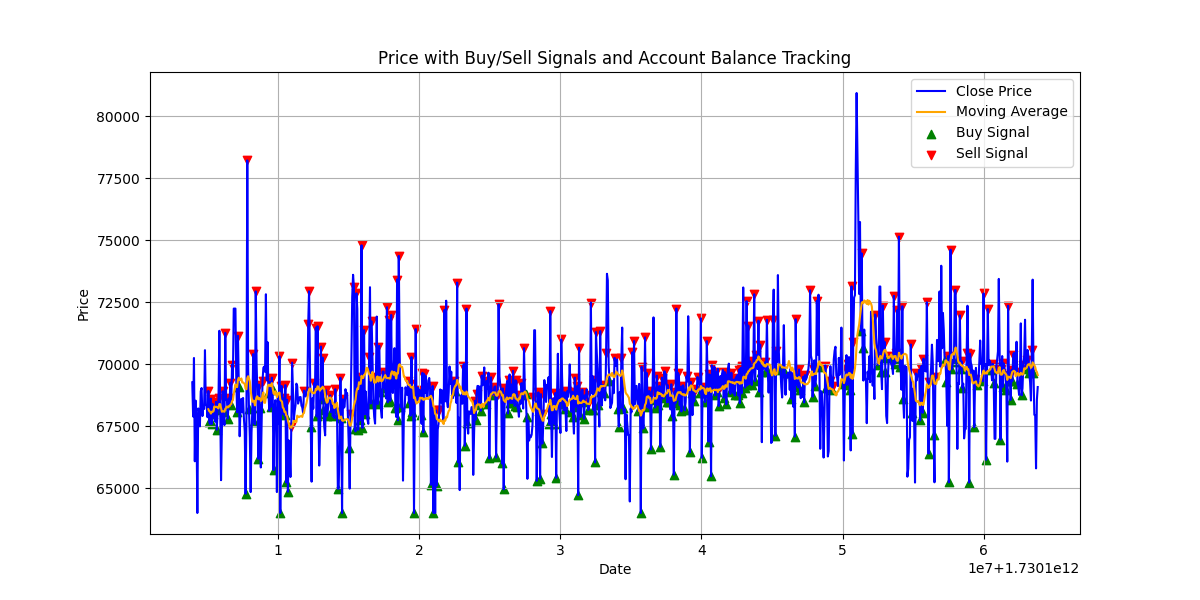 Price with Buy/Sell Signals and Account Balance Tracking
Close Price
Moving Average
Buy Signal
Sell Signal
80000
77500
75000
72500
70000
67500
65000
Price
1 2 3 4 5 6
Date
1e7+1.7301e12